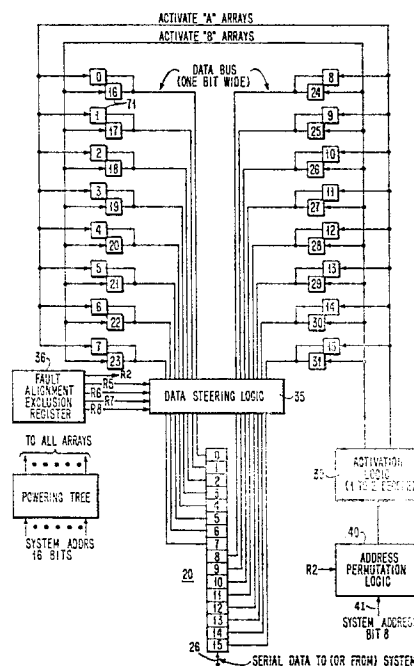 ACTIVATE "A" ARRAYS
ACTIVATE "B" ARRAYS
DATA BUS
(ONE BIT WIDE)
0
16
71
1
17
2
18
3
19
4
20
5
21
6
22
7
23
8
24
9
25
10
26
11
27
12
28
13
29
14
30
15
31
36
FAULT
ALIGNMENT
EXCLUSION
REGISTER
R2
R5
R6
R7
R8
DATA STEERING LOGIC
35
TO ALL ARRAYS
POWERING TREE
SYSTEM ADDRS
16 BITS
20
0
1
2
3
4
5
6
7
8
9
10
11
12
13
14
15
26
SERIAL DATA TO (OR FROM) SYSTEM
ACTIVATION
LOGIC
(1 TO 2
40
R2
ADDRESS
PERMUTATION
LOGIC
41
SYSTEM ADDRESS
BIT 8